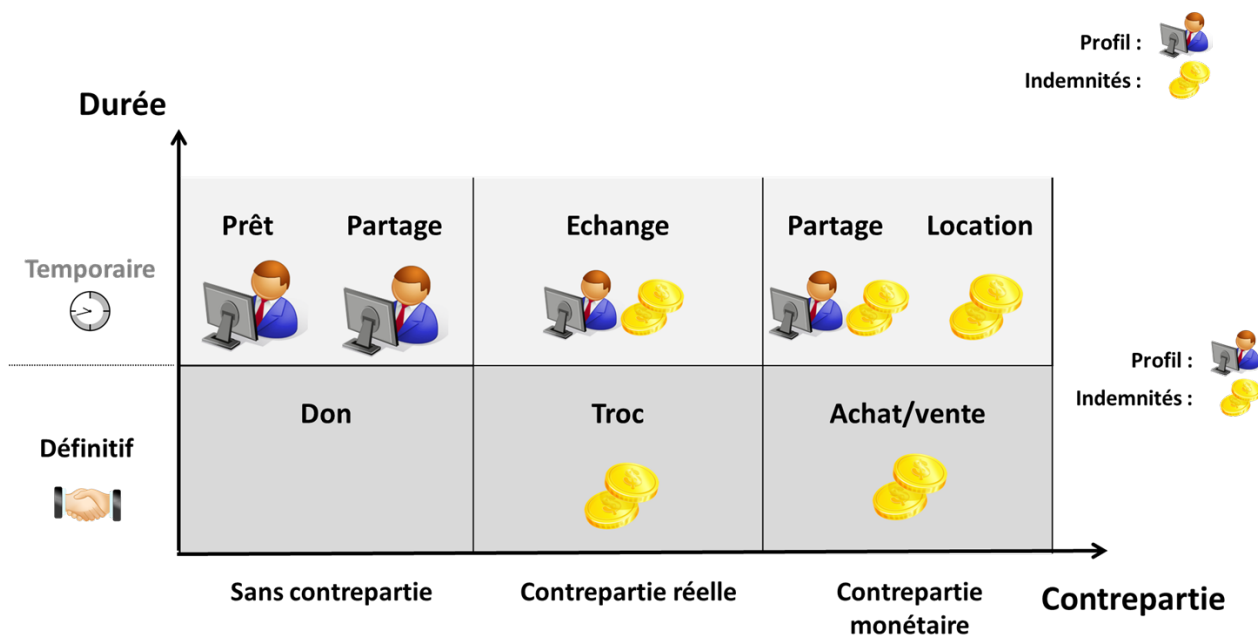 Profil :
Indemnités :
Durée
Prêt
Partage
Echange
Partage
Location
Temporaire
Profil :
Indemnités :
Don
Troc
Achat/vente
Définitif
Sans contrepartie
Contrepartie réelle
Contrepartie
monétaire
Contrepartie